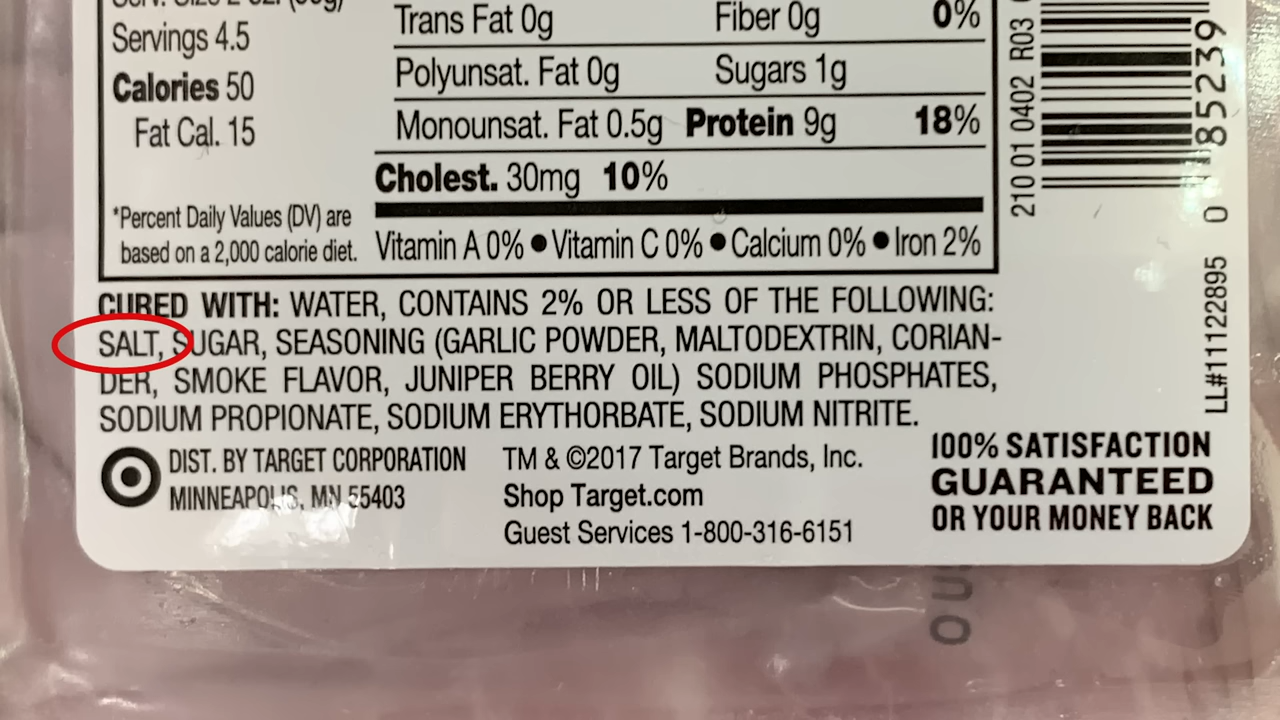 Servings 4.5
Calories 50
Fat Cal. 15
*Percent Daily Values (DV) are
based on a 2,000 calorie diet.
Trans Fat 0g Fiber 0g 0%
Polyunsat. Fat 0g Sugars 1g
Monounsat. Fat 0.5g Protein 9g 18%
Cholest. 30mg 10%
Vitamin A 0% ● Vitamin C 0% ● Calcium 0% ● Iron 2%
CURED WITH: WATER, CONTAINS 2% OR LESS OF THE FOLLOWING:
SALT, SUGAR, SEASONING (GARLIC POWDER, MALTODEXTRIN, CORIAN-
DER, SMOKE FLAVOR, JUNIPER BERRY OIL) SODIUM PHOSPHATES,
SODIUM PROPIONATE, SODIUM ERYTHORBATE, SODIUM NITRITE.
DIST. BY TARGET CORPORATION
MINNEAPOLIS, MN 55403
TM & ©2017 Target Brands, Inc.
Shop Target.com
Guest Services 1-800-316-6151
100% SATISFACTION
GUARANTEED
OR YOUR MONEY BACK
210 01 0402 R03
0 85239
LL#11122895